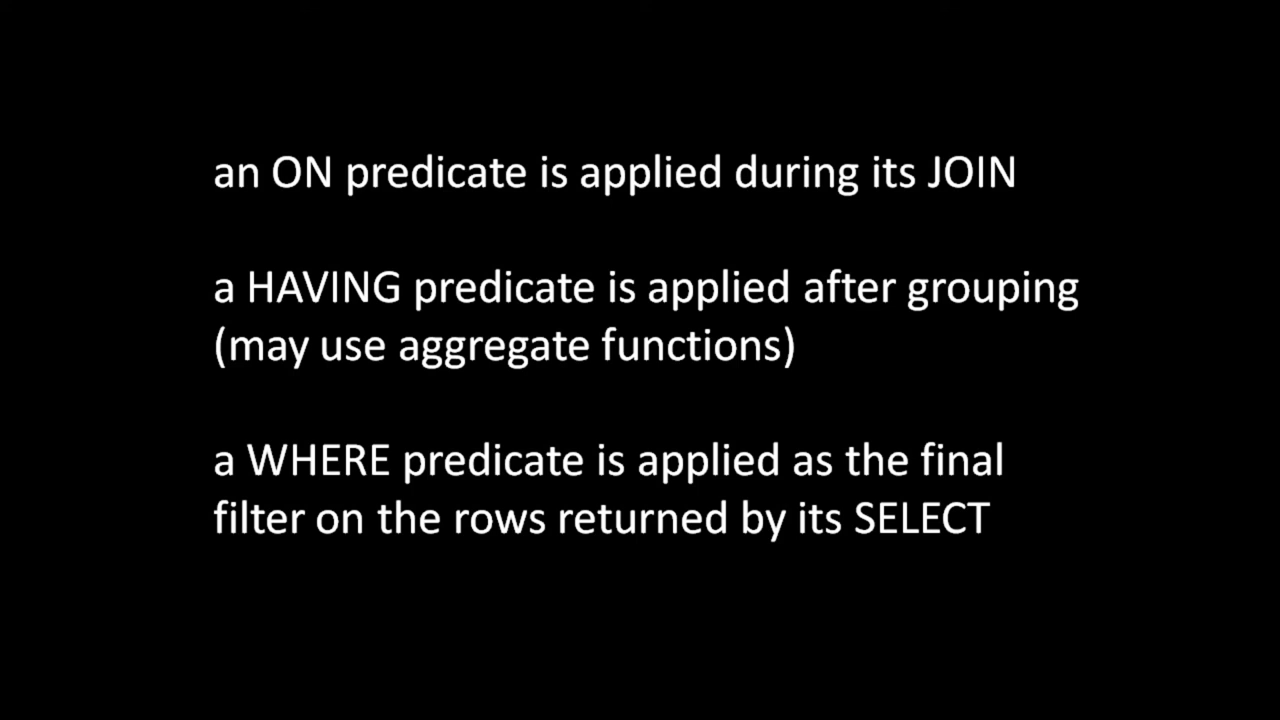 an ON predicate is applied during its JOIN
a HAVING predicate is applied after grouping
(may use aggregate functions)
a WHERE predicate is applied as the final
filter on the rows returned by its SELECT